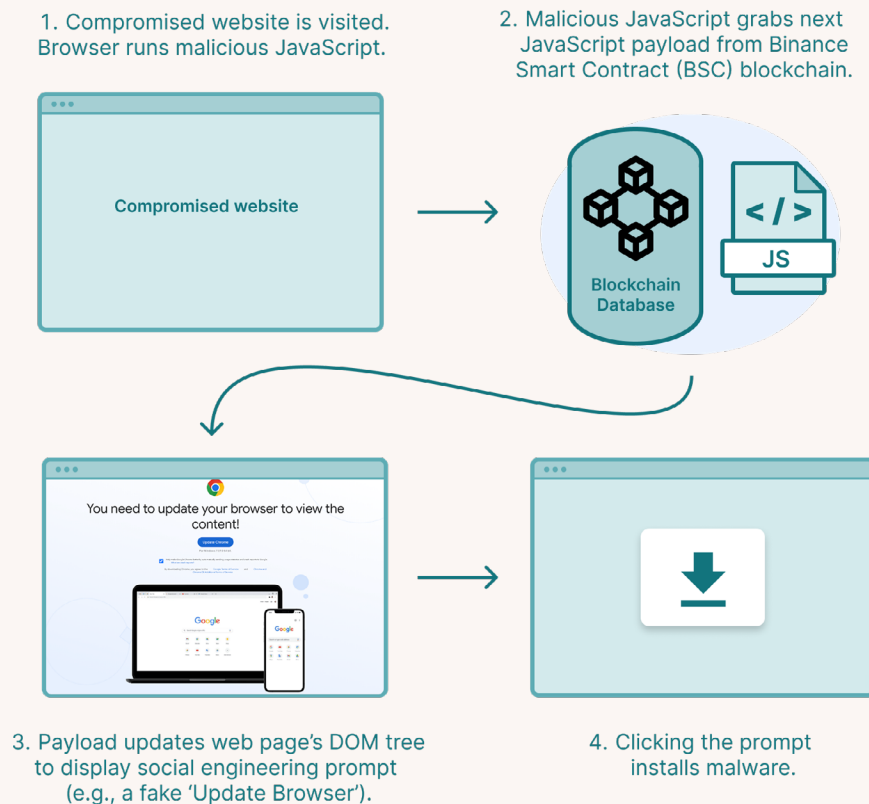 1. Compromised website is visited.
Browser runs malicious JavaScript.
2. Malicious JavaScript grabs next
JavaScript payload from Binance
Smart Contract (BSC) blockchain.
Compromised website
</>
JS
Blockchain
Database
You need to update your browser to view the
content!
Update Chrome
Google
Google
3. Payload updates web page’s DOM tree
to display social engineering prompt
(e.g., a fake ‘Update Browser’).
4. Clicking the prompt
installs malware.